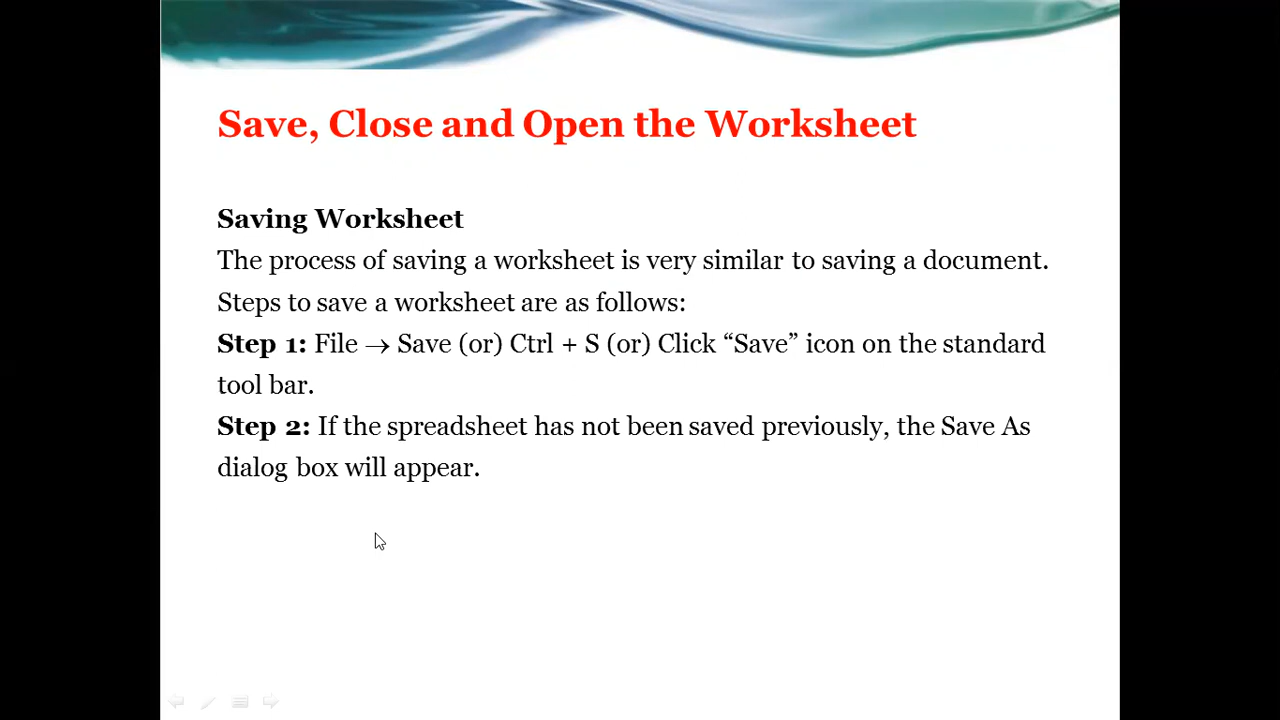 Save, Close and Open the Worksheet
Saving Worksheet
The process of saving a worksheet is very similar to saving a document.
Steps to save a worksheet are as follows:
Step 1: File → Save (or) Ctrl + S (or) Click “Save” icon on the standard
tool bar.
Step 2: If the spreadsheet has not been saved previously, the Save As
dialog box will appear.